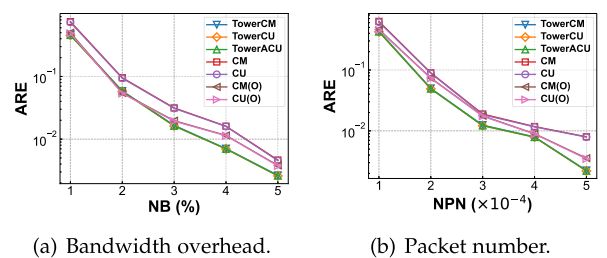 TowerCM
TowerCU
TowerACU
CM
CU
CM(O)
CU(O)
10⁻¹
10⁻²
ARE
1 2 3 4 5
NB (%)
(a) Bandwidth overhead.
TowerCM
TowerCU
TowerACU
CM
CU
CM(O)
CU(O)
10⁻¹
10⁻²
ARE
1 2 3 4 5
NPN (×10⁻⁴)
(b) Packet number.